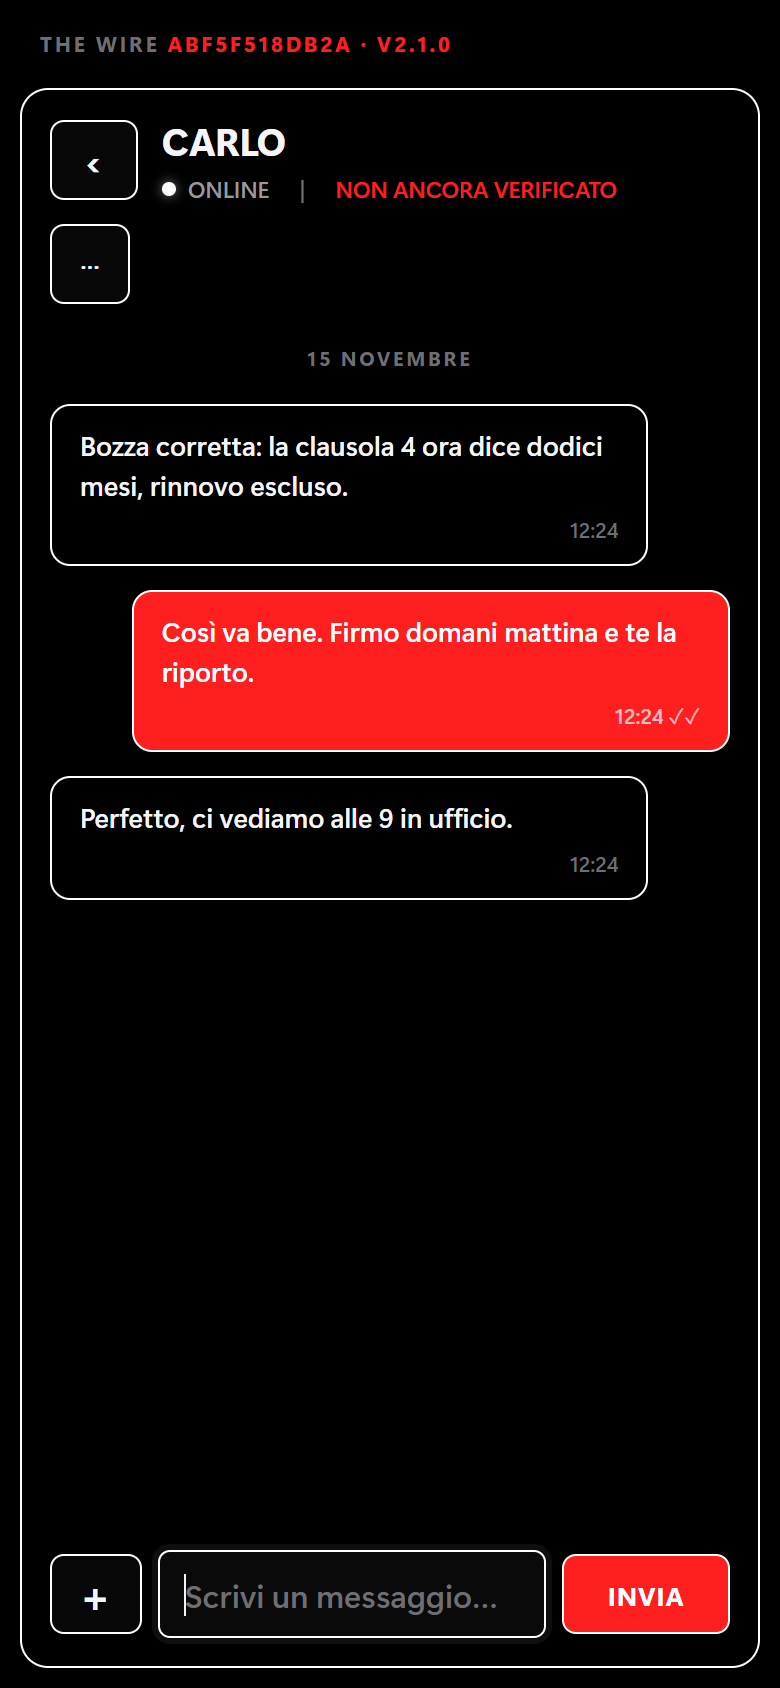 THE WIRE ABF5F518DB2A · V2.1.0
<
CARLO
ONLINE | NON ANCORA VERIFICATO
...
15 NOVEMBRE
Bozza corretta: la clausola 4 ora dice dodici
mesi, rinnovo escluso.
12:24
Così va bene. Firmo domani mattina e te la
riporto.
12:24 ✓✓
Perfetto, ci vediamo alle 9 in ufficio.
12:24
+ Scrivi un messaggio... INVIA